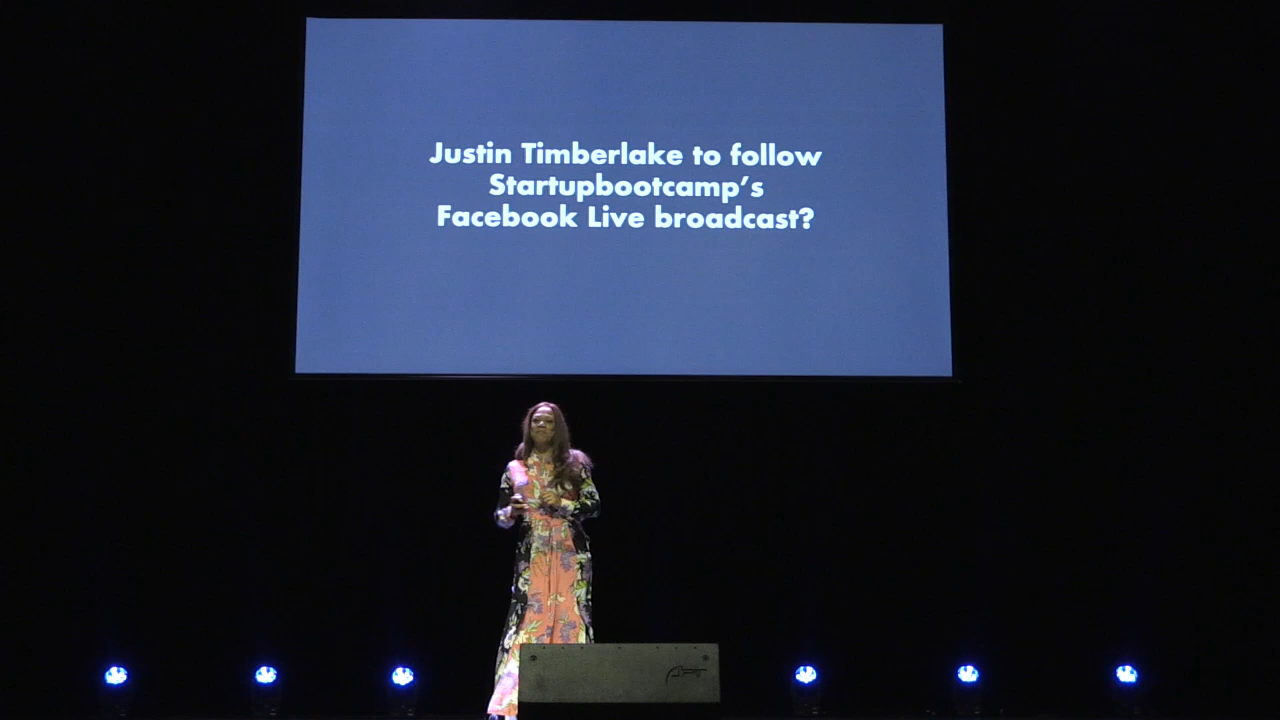 Justin Timberlake to follow
Startupbootcamp’s
Facebook Live broadcast?